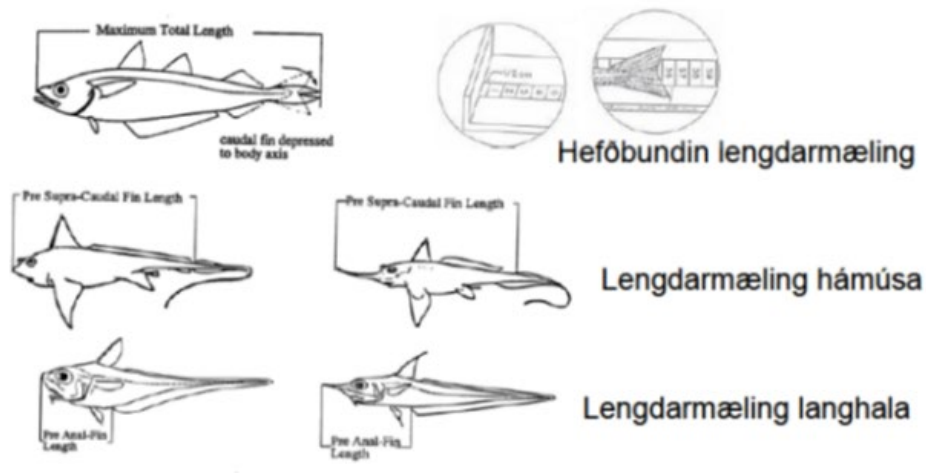 Maximum Total Length
caudal fin depressed
to body axis
Hefðbundin lengdarmæling
Pre Supra-Caudal Fin Length
Pre Supra-Caudal Fin Length
Lengdarmæling hámúsa
Pre Anal-Fin
Length
Pre Anal-Fin
Length
Lengdarmæling langhala